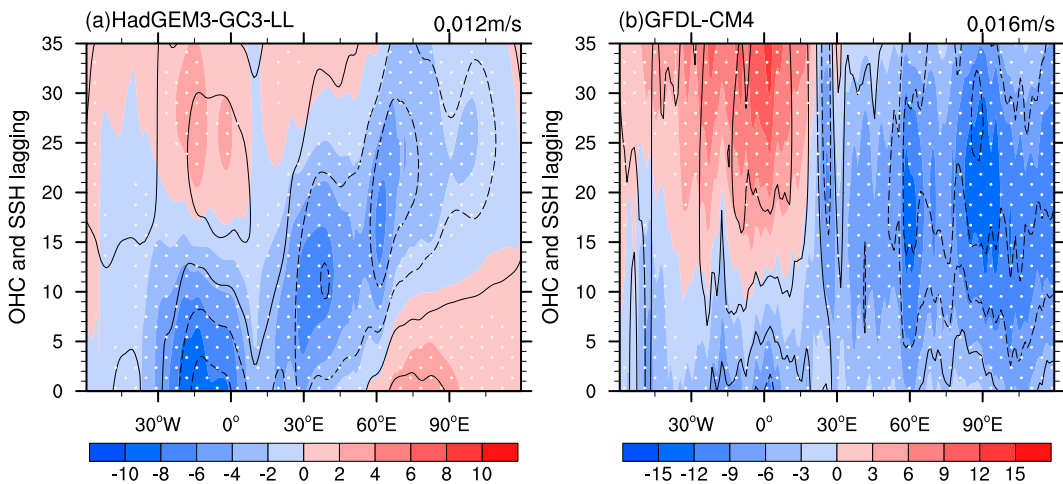 (a)HadGEM3-GC3-LL 0.012m/s
OHC and SSH lagging
35
30
25
20
15
10
5
0
30°W 0° 30°E 60°E 90°E
-10 -8 -6 -4 -2 0 2 4 6 8 10
(b)GFDL-CM4 0.016m/s
OHC and SSH lagging
35
30
25
20
15
10
5
0
30°W 0° 30°E 60°E 90°E
-15 -12 -9 -6 -3 0 3 6 9 12 15